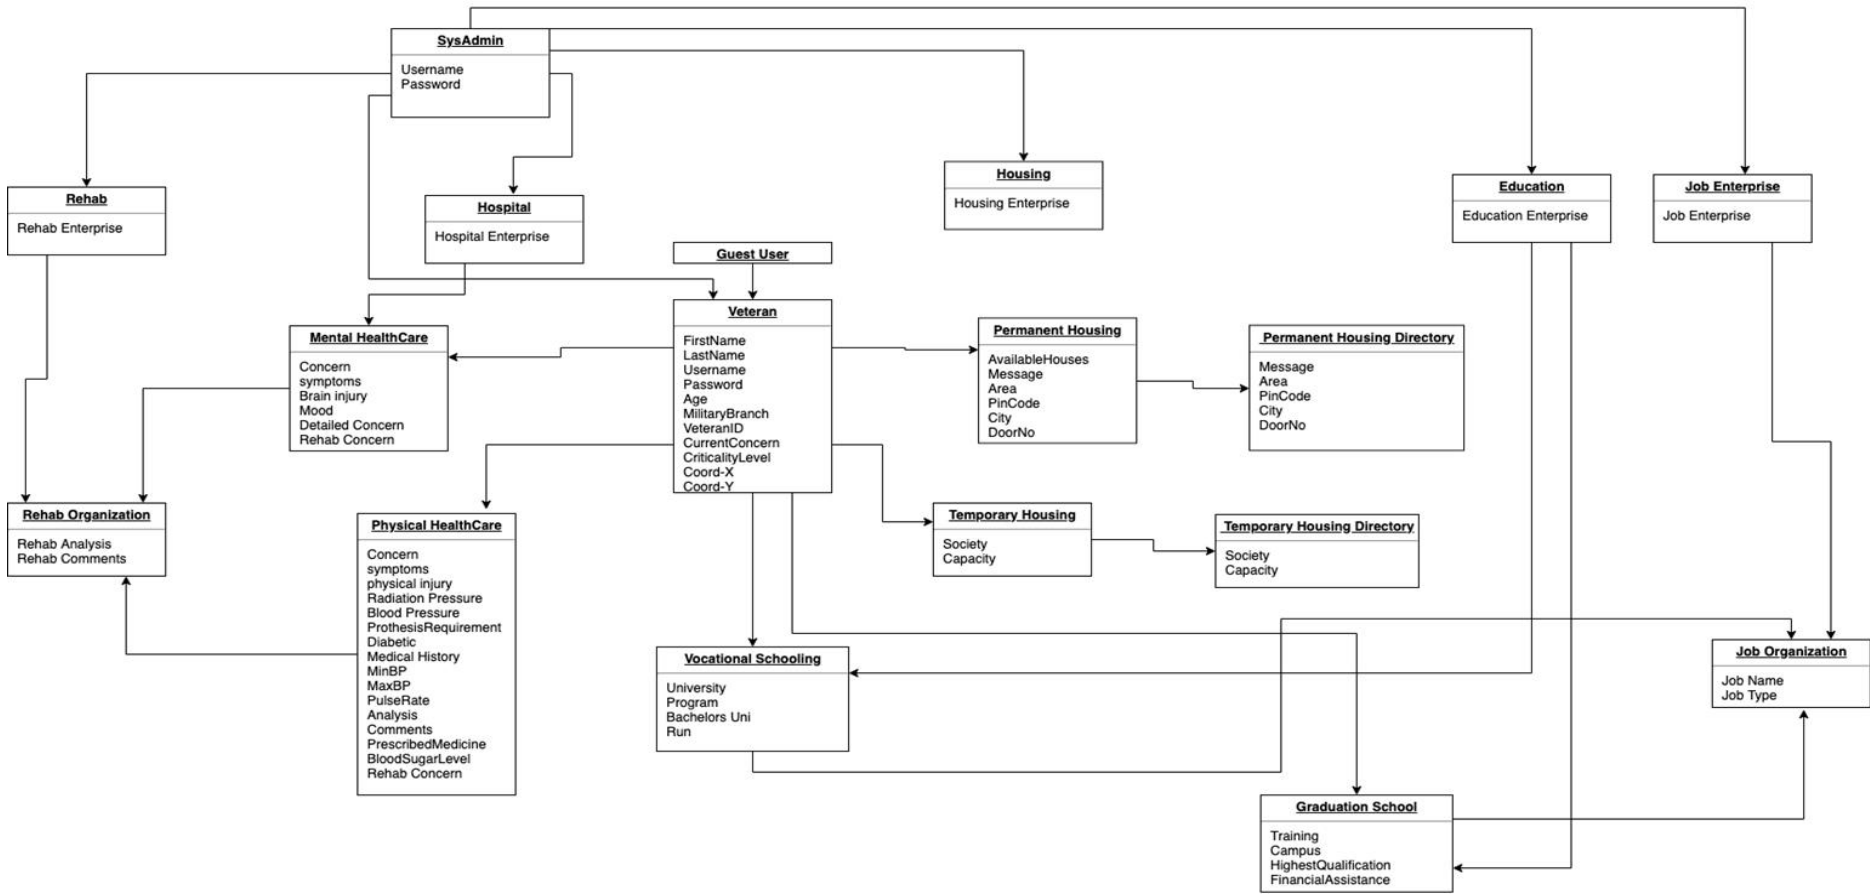 SysAdmin
Username
Password
Rehab
Rehab Enterprise
Hospital
Hospital Enterprise
Housing
Housing Enterprise
Education
Education Enterprise
Job Enterprise
Job Enterprise
Guest User
Veteran
FirstName
LastName
Username
Password
Age
MilitaryBranch
VeteranID
CurrentConcern
CriticalityLevel
Coord-X
Coord-Y
Mental HealthCare
Concern
symptoms
Brain injury
Mood
Detailed Concern
Rehab Concern
Permanent Housing
AvailableHouses
Message
Area
PinCode
City
DoorNo
Permanent Housing Directory
Message
Area
PinCode
City
DoorNo
Rehab Organization
Rehab Analysis
Rehab Comments
Physical HealthCare
Concern
symptoms
physical injury
Radiation Pressure
Blood Pressure
ProthesisRequirement
Diabetic
Medical History
MinBP
MaxBP
PulseRate
Analysis
Comments
PrescribedMedicine
BloodSugarLevel
Rehab Concern
Temporary Housing
Society
Capacity
Temporary Housing Directory
Society
Capacity
Vocational Schooling
University
Program
Bachelors Uni
Run
Job Organization
Job Name
Job Type
Graduation School
Training
Campus
HighestQualification
FinancialAssistance